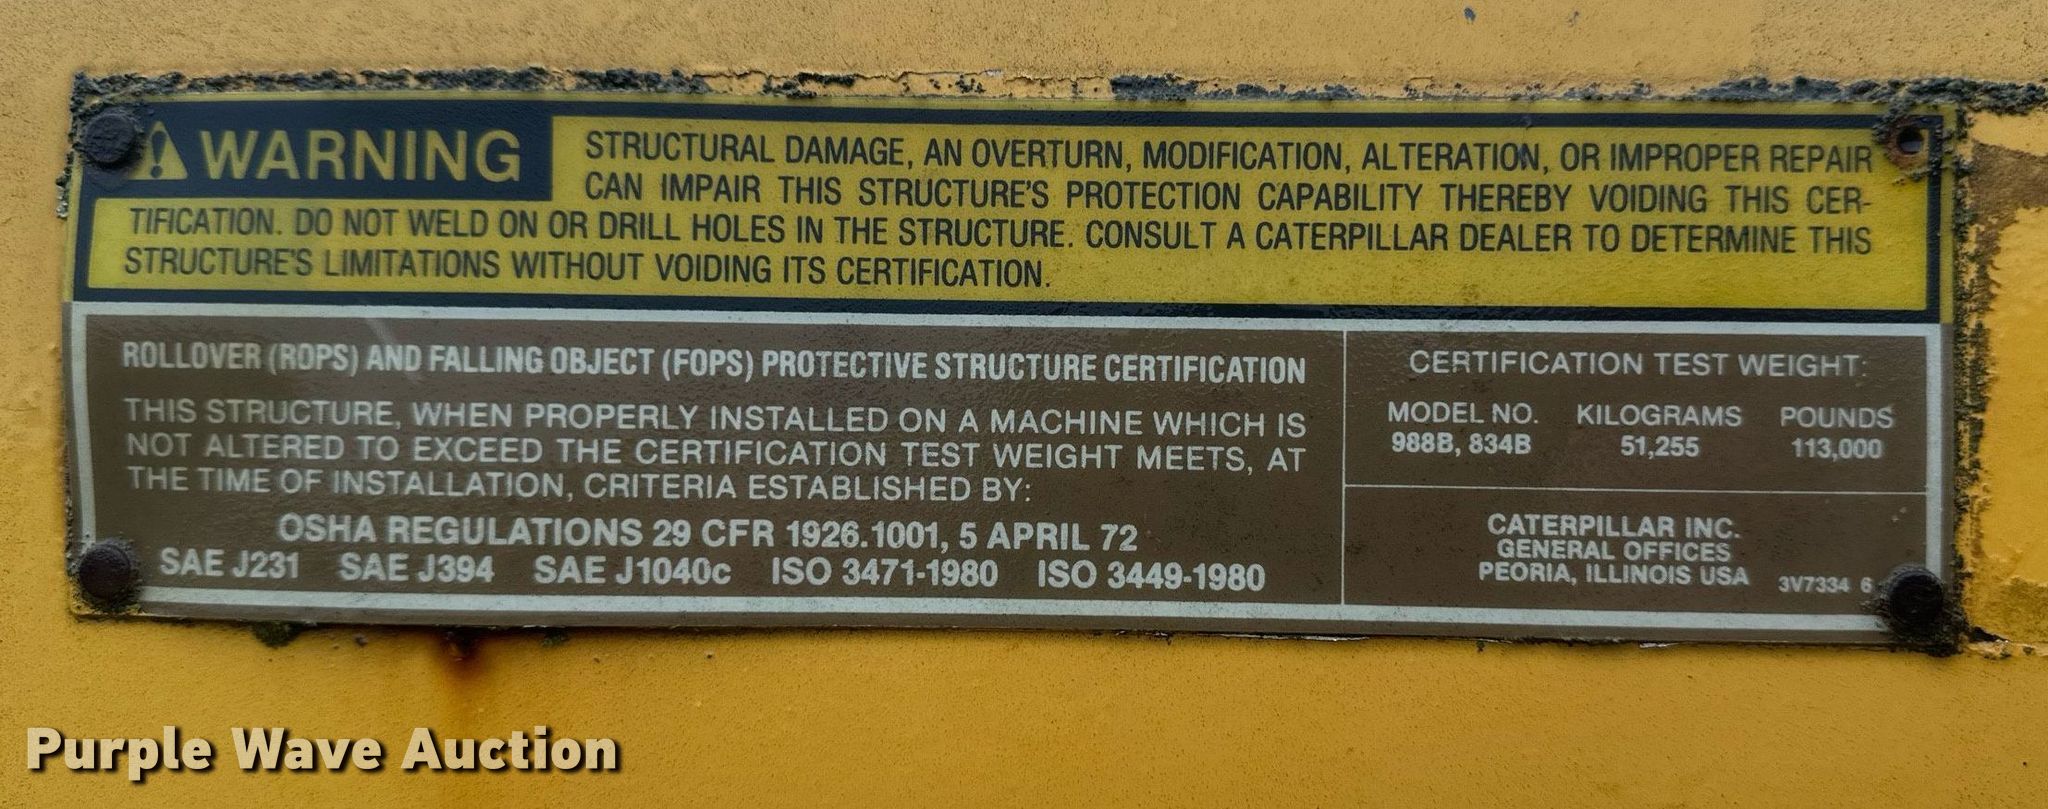 WARNING
STRUCTURAL DAMAGE, AN OVERTURN, MODIFICATION, ALTERATION, OR IMPROPER REPAIR
CAN IMPAIR THIS STRUCTURE'S PROTECTION CAPABILITY THEREBY VOIDING THIS CER-
TIFICATION. DO NOT WELD ON OR DRILL HOLES IN THE STRUCTURE. CONSULT A CATERPILLAR DEALER TO DETERMINE THIS
STRUCTURE'S LIMITATIONS WITHOUT VOIDING ITS CERTIFICATION.
ROLLOVER (ROPS) AND FALLING OBJECT (FOPS) PROTECTIVE STRUCTURE CERTIFICATION
THIS STRUCTURE, WHEN PROPERLY INSTALLED ON A MACHINE WHICH IS
NOT ALTERED TO EXCEED THE CERTIFICATION TEST WEIGHT MEETS, AT
THE TIME OF INSTALLATION, CRITERIA ESTABLISHED BY:
OSHA REGULATIONS 29 CFR 1926.1001, 5 APRIL 72
SAE J231 SAE J394 SAE J1040c ISO 3471-1980 ISO 3449-1980
CERTIFICATION TEST WEIGHT:
MODEL NO. KILOGRAMS POUNDS
988B, 834B 51,255 113,000
CATERPILLAR INC.
GENERAL OFFICES
PEORIA, ILLINOIS USA
3V7334 6
Purple Wave Auction